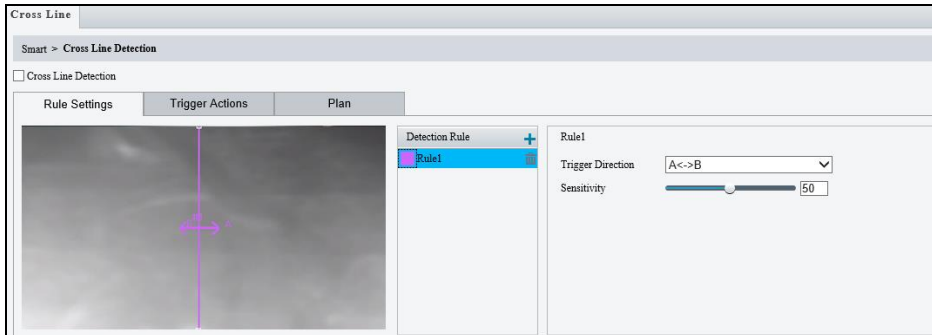 Cross Line
Smart > Cross Line Detection
Cross Line Detection
Rule Settings
Trigger Actions
Plan
Detection Rule
Rule1
Rule1
Trigger Direction
A<->B
Sensitivity
50